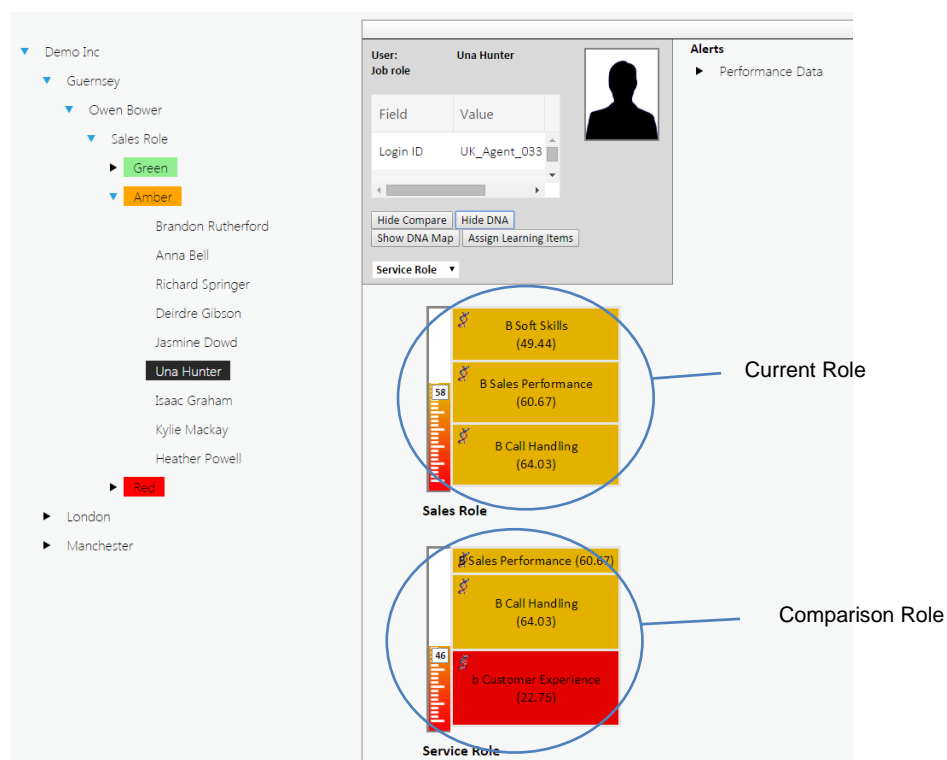 Demo Inc
Guernsey
Owen Bower
Sales Role
Green
Amber
Brandon Rutherford
Anna Bell
Richard Springer
Deirdre Gibson
Jasmine Dowd
Una Hunter
Isaac Graham
Kylie Mackay
Heather Powell
Red
London
Manchester
User: Una Hunter
Job role
Field Value
Login ID UK_Agent_033
Hide Compare Hide DNA
Show DNA Map Assign Learning Items
Service Role
Alerts
Performance Data
B Soft Skills
(49.44)
58
B Sales Performance
(60.67)
B Call Handling
(64.03)
Sales Role
Current Role
B Sales Performance (60.67)
B Call Handling
(64.03)
46
b Customer Experience
(22.75)
Service Role
Comparison Role